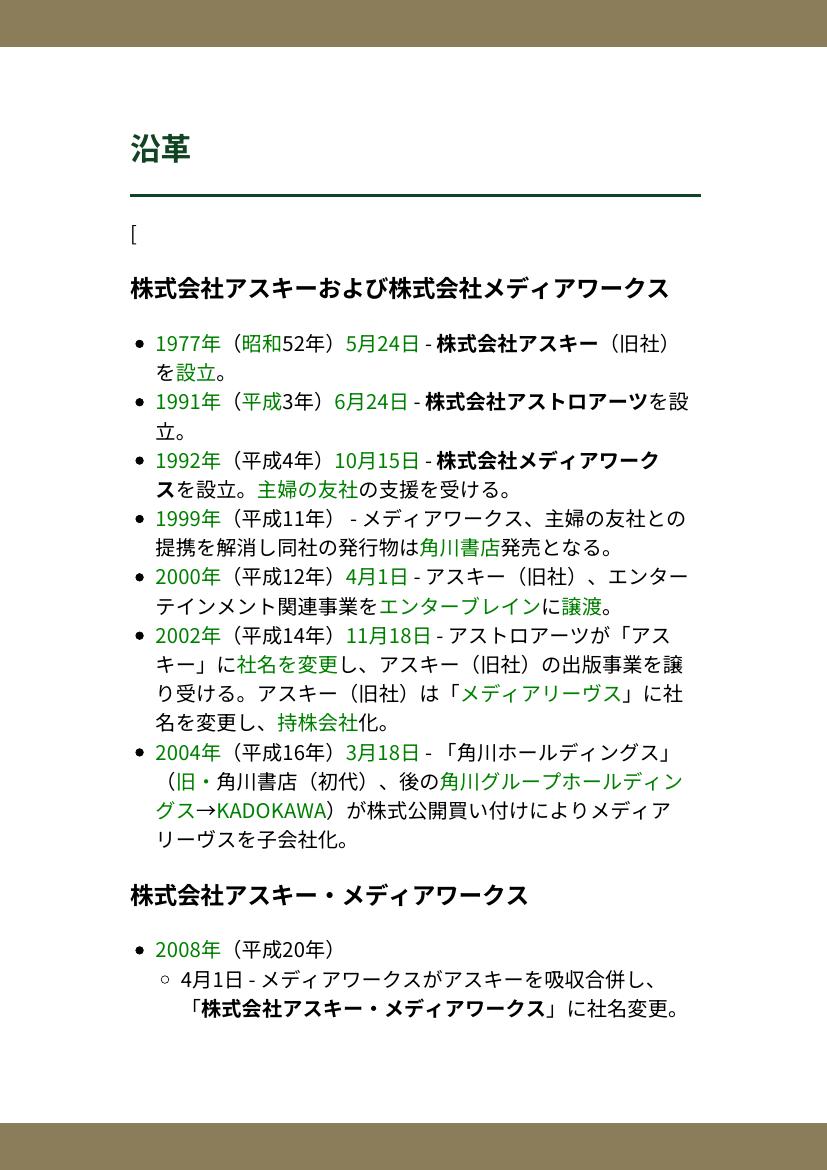 沿革
[
株式会社アスキーおよび株式会社メディアワークス
1977年（昭和52年）5月24日 - 株式会社アスキー（旧社）
を設立。
1991年（平成3年）6月24日 - 株式会社アストロアーツを設
立。
1992年（平成4年）10月15日 - 株式会社メディアワーク
スを設立。主婦の友社の支援を受ける。
1999年（平成11年） - メディアワークス、主婦の友社との
提携を解消し同社の発行物は角川書店発売となる。
2000年（平成12年）4月1日 - アスキー（旧社）、エンター
テインメント関連事業をエンターブレインに譲渡。
2002年（平成14年）11月18日 - アストロアーツが「アス
キー」に社名を変更し、アスキー（旧社）の出版事業を譲
り受ける。アスキー（旧社）は「メディアリーヴス」に社
名を変更し、持株会社化。
2004年（平成16年）3月18日 - 「角川ホールディングス」
（旧・角川書店（初代）、後の角川グループホールディン
グス→KADOKAWA）が株式公開買い付けによりメディア
リーヴスを子会社化。
株式会社アスキー・メディアワークス
2008年（平成20年）
4月1日 - メディアワークスがアスキーを吸収合併し、
「株式会社アスキー・メディアワークス」に社名変更。